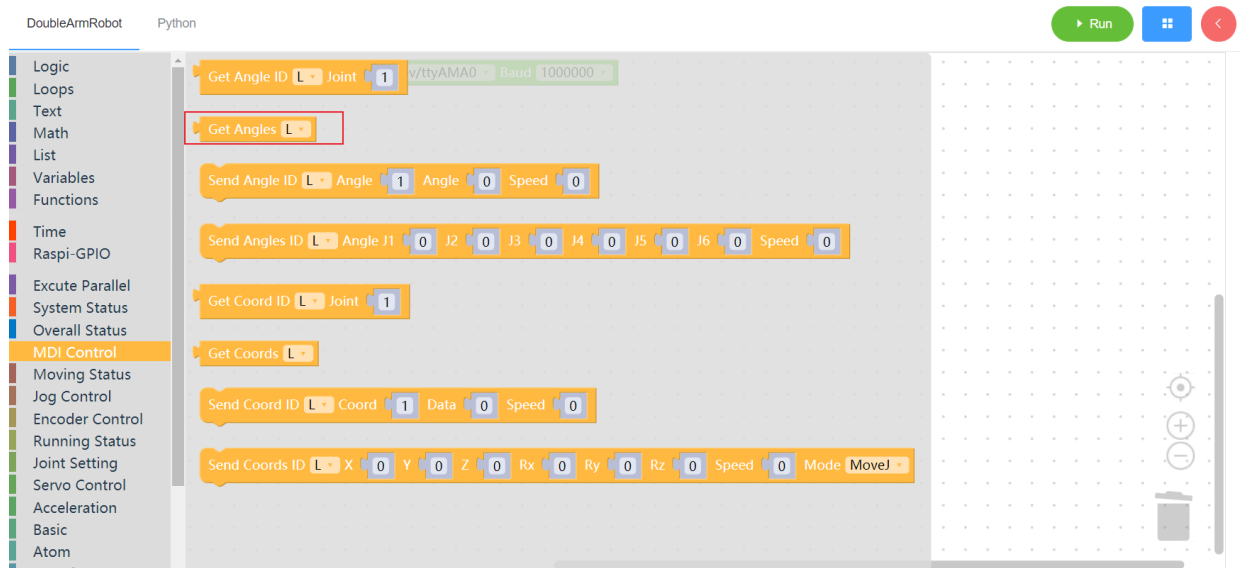 DoubleArmRobot Python Run
Logic
Loops
Text
Math
List
Variables
Functions
Time
Raspi-GPIO
Excute Parallel
System Status
Overall Status
MDI Control
Moving Status
Jog Control
Encoder Control
Running Status
Joint Setting
Servo Control
Acceleration
Basic
Atom
Get Angle ID L Joint 1 v/ttyAMA0 Baud 1000000
Get Angles L
Send Angle ID L Angle 1 Angle 0 Speed 0
Send Angles ID L Angle J1 0 J2 0 J3 0 J4 0 J5 0 J6 0 Speed 0
Get Coord ID L Joint 1
Get Coords L
Send Coord ID L Coord 1 Data 0 Speed 0
Send Coords ID L X 0 Y 0 Z 0 Rx 0 Ry 0 Rz 0 Speed 0 Mode MoveJ